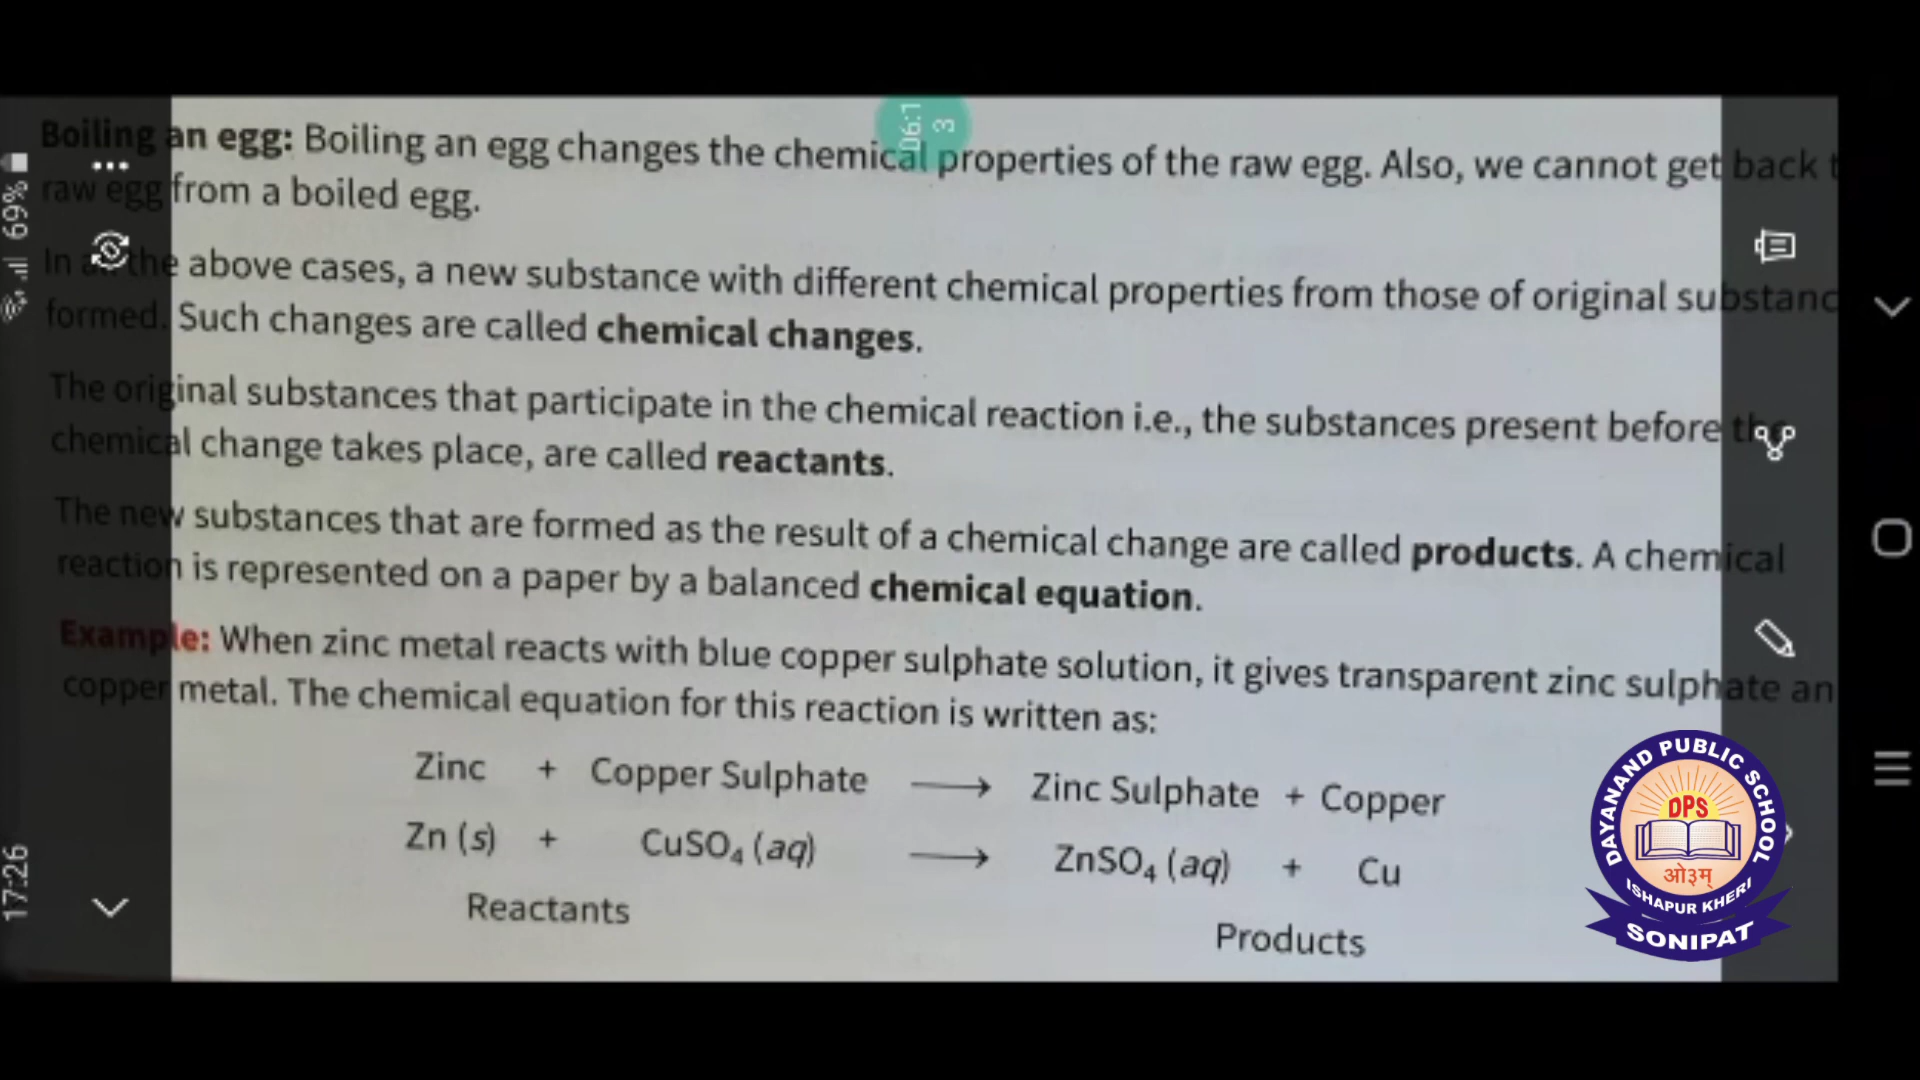 Boiling an egg: Boiling an egg changes the chemical properties of the raw egg. Also, we cannot get back t
raw egg from a boiled egg.
In all the above cases, a new substance with different chemical properties from those of original substanc
formed. Such changes are called chemical changes.
The original substances that participate in the chemical reaction i.e., the substances present before the
chemical change takes place, are called reactants.
The new substances that are formed as the result of a chemical change are called products. A chemical
reaction is represented on a paper by a balanced chemical equation.
Example: When zinc metal reacts with blue copper sulphate solution, it gives transparent zinc sulphate an
copper metal. The chemical equation for this reaction is written as:
Zinc + Copper Sulphate ⟶ Zinc Sulphate + Copper
Zn (s) + CuSO₄ (aq) ⟶ ZnSO₄ (aq) + Cu
Reactants
Products
69%
17:26
06:1
3
DAYANAND PUBLIC SCHOOL
DPS
ओ३म्
ISHAPUR KHERI
SONIPAT